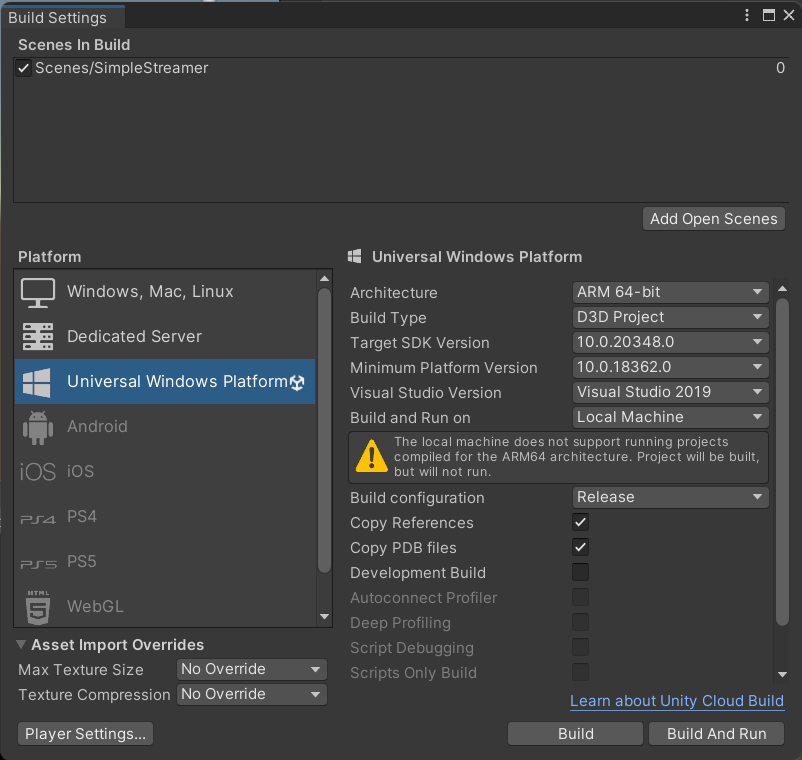 Build Settings
Scenes In Build
Scenes/SimpleStreamer 0
Add Open Scenes
Platform
Windows, Mac, Linux
Dedicated Server
Universal Windows Platform
Android
iOS iOS
PS4 PS4
PS5 PS5
HTML 5 WebGL
Universal Windows Platform
Architecture ARM 64-bit
Build Type D3D Project
Target SDK Version 10.0.20348.0
Minimum Platform Version 10.0.18362.0
Visual Studio Version Visual Studio 2019
Build and Run on Local Machine
The local machine does not support running projects
compiled for the ARM64 architecture. Project will be built,
but will not run.
Build configuration Release
Copy References
Copy PDB files
Development Build
Autoconnect Profiler
Deep Profiling
Script Debugging
Scripts Only Build
Asset Import Overrides
Max Texture Size No Override
Texture Compression No Override
Learn about Unity Cloud Build
Player Settings...
Build
Build And Run